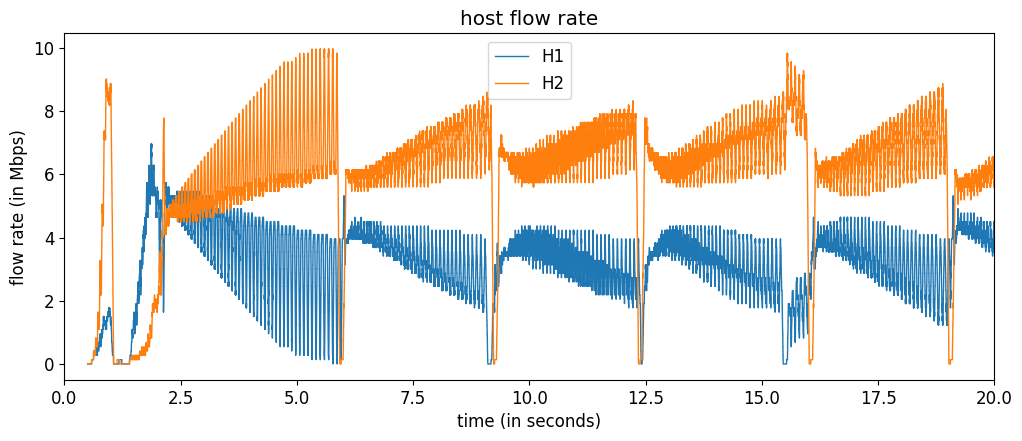 host flow rate
H1
H2
flow rate (in Mbps)
10
8
6
4
2
0
0.0 2.5 5.0 7.5 10.0 12.5 15.0 17.5 20.0
time (in seconds)